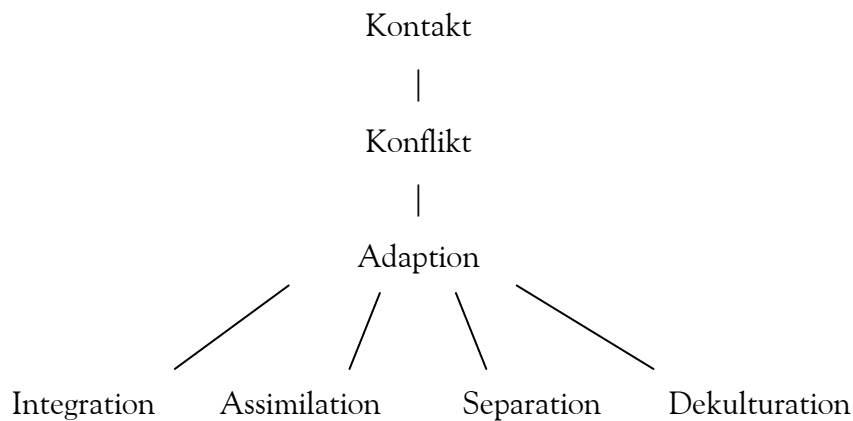 Kontakt
Konflikt
Adaption
Integration Assimilation Separation Dekulturation